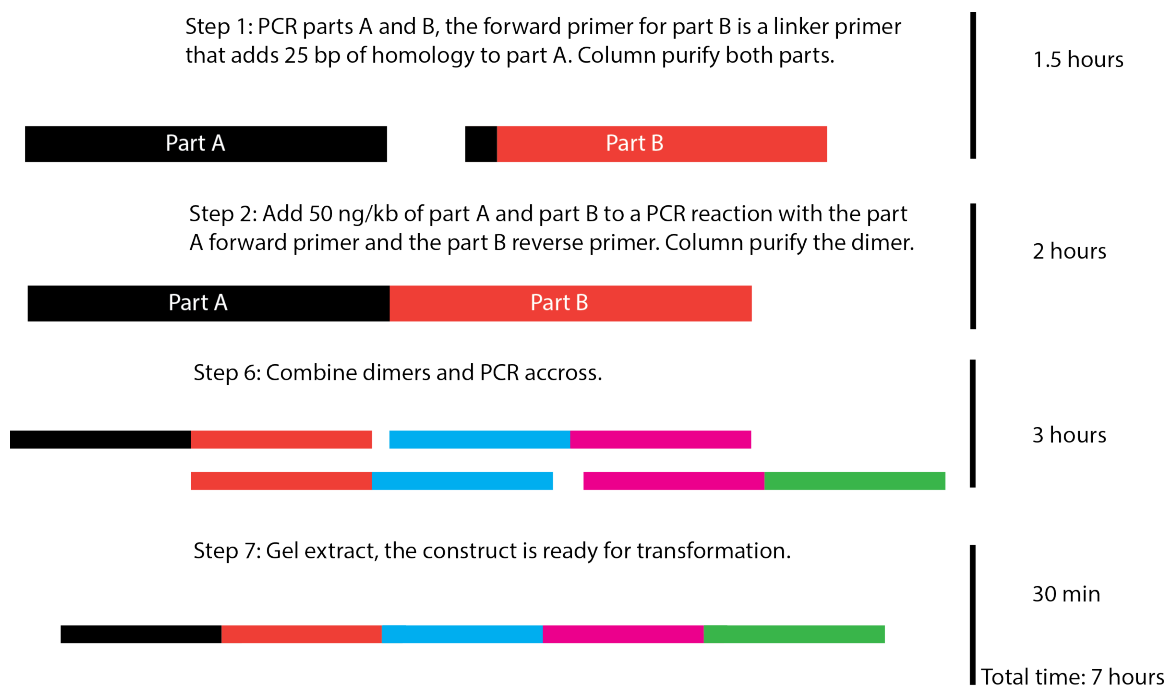 Step 1: PCR parts A and B, the forward primer for part B is a linker primer
that adds 25 bp of homology to part A. Column purify both parts.
1.5 hours
Part A
Part B
Step 2: Add 50 ng/kb of part A and part B to a PCR reaction with the part
A forward primer and the part B reverse primer. Column purify the dimer.
2 hours
Part A
Part B
Step 6: Combine dimers and PCR accross.
3 hours
Step 7: Gel extract, the construct is ready for transformation.
30 min
Total time: 7 hours